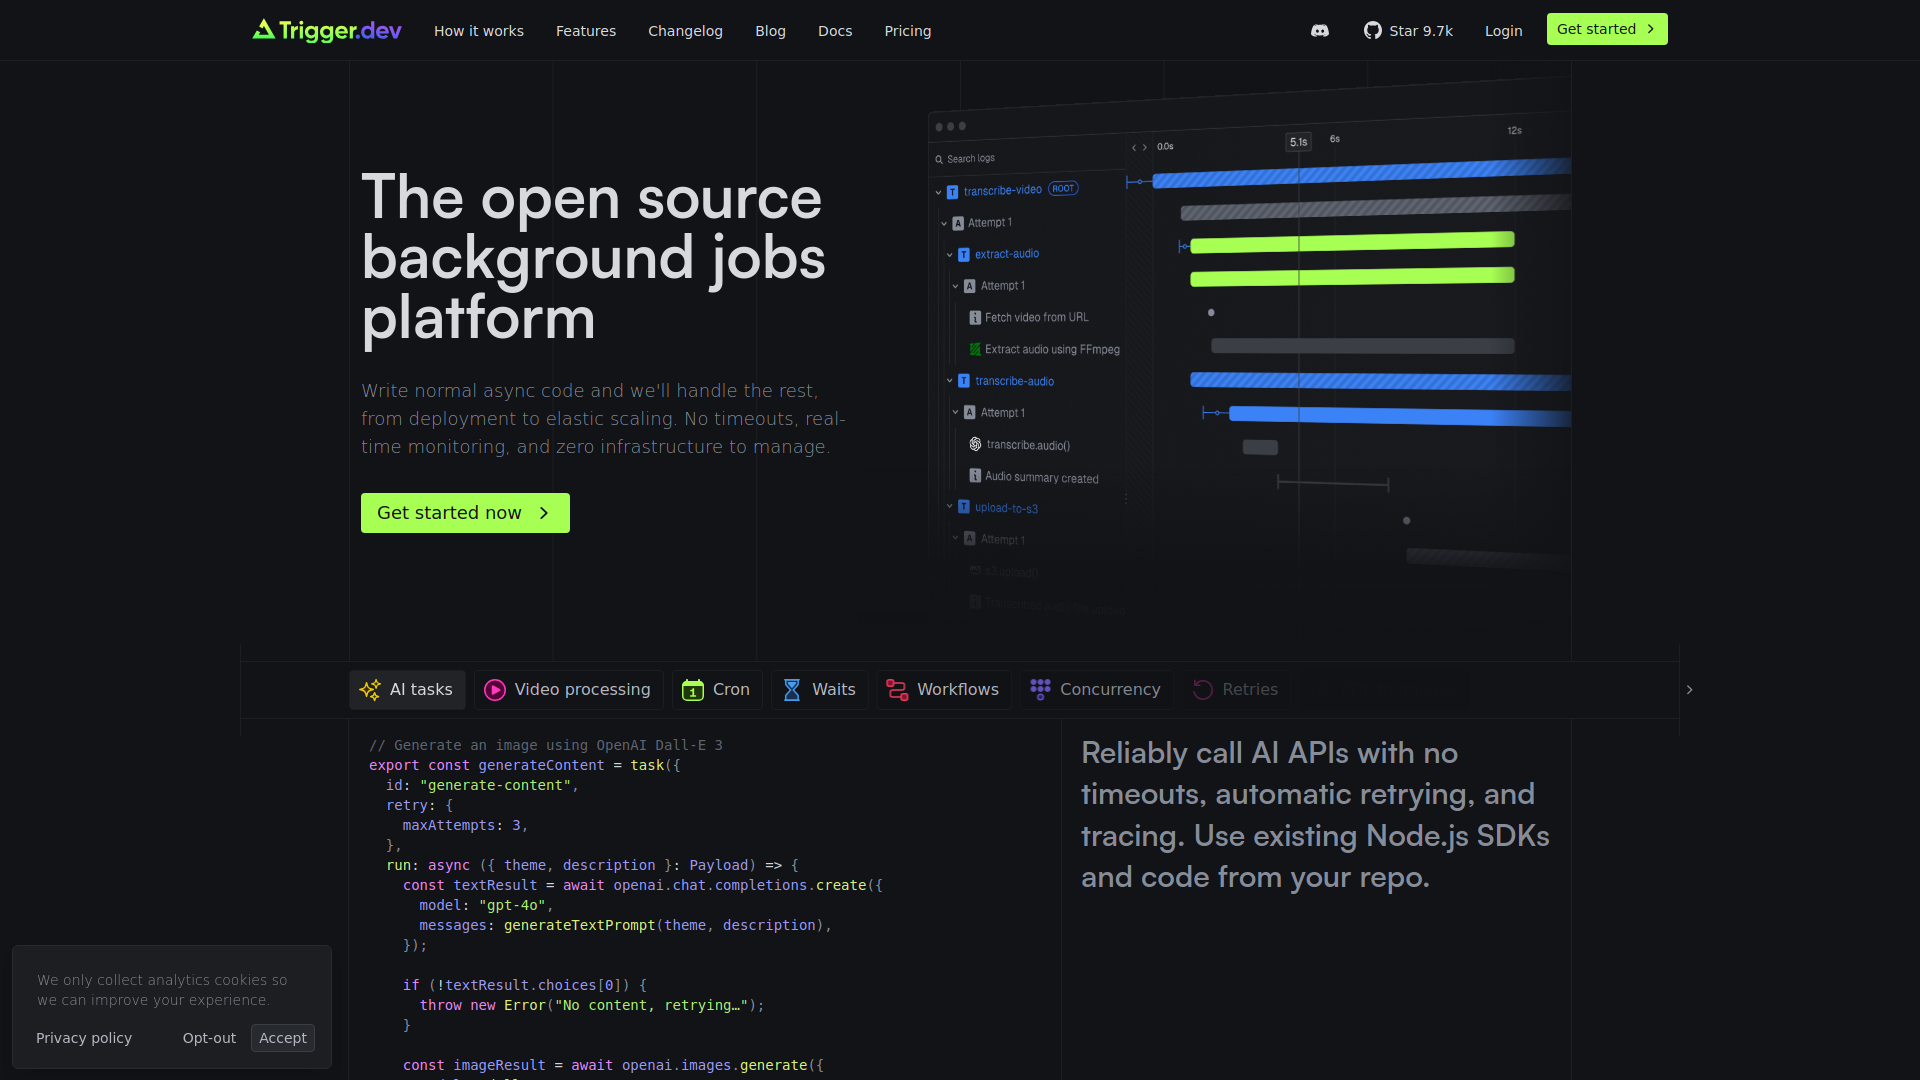 Trigger.dev
How it works
Features
Changelog
Blog
Docs
Pricing
Star 9.7k
Login
Get started
The open source
background jobs
platform
Write normal async code and we'll handle the rest,
from deployment to elastic scaling. No timeouts, real-
time monitoring, and zero infrastructure to manage.
Get started now
Search logs
0.0s
5.1s
6s
12s
T transcribe-video ROOT
A Attempt 1
T extract-audio
A Attempt 1
Fetch video from URL
Extract audio using FFmpeg
T transcribe-audio
A Attempt 1
transcribe.audio()
Audio summary created
T upload-to-s3
A Attempt 1
s3.upload()
AI tasks
Video processing
1 Cron
Waits
Workflows
Concurrency
Retries
// Generate an image using OpenAI Dall-E 3
export const generateContent = task({
id: "generate-content",
retry: {
maxAttempts: 3,
},
run: async ({ theme, description }: Payload) => {
const textResult = await openai.chat.completions.create({
model: "gpt-4o",
messages: generateTextPrompt(theme, description),
});
if (!textResult.choices[0]) {
throw new Error("No content, retrying…");
}
const imageResult = await openai.images.generate({
Reliably call AI APIs with no
timeouts, automatic retrying, and
tracing. Use existing Node.js SDKs
and code from your repo.
We only collect analytics cookies so
we can improve your experience.
Privacy policy
Opt-out
Accept